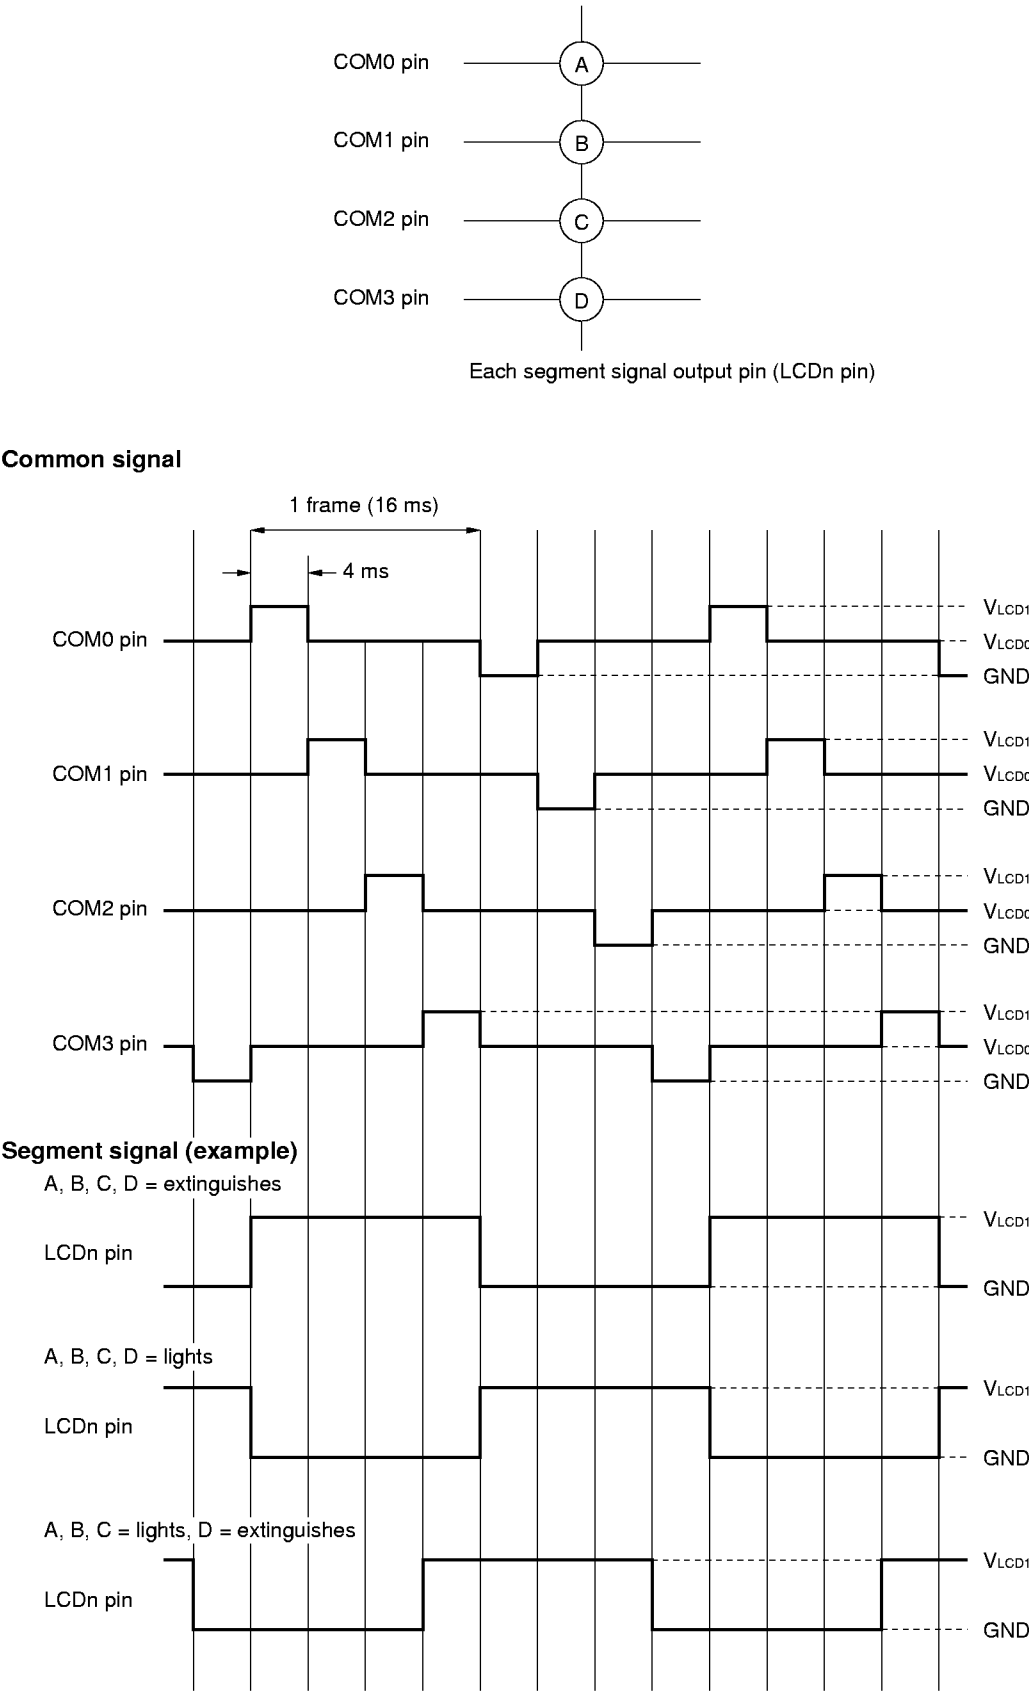 COM0 pin
A
COM1 pin
B
COM2 pin
C
COM3 pin
D
Each segment signal output pin (LCDn pin)
Common signal
1 frame (16 ms)
4 ms
COM0 pin
VLCD1
VLCD0
GND
COM1 pin
VLCD1
VLCD0
GND
COM2 pin
VLCD1
VLCD0
GND
COM3 pin
VLCD1
VLCD0
GND
Segment signal (example)
A, B, C, D = extinguishes
LCDn pin
VLCD1
GND
A, B, C, D = lights
LCDn pin
VLCD1
GND
A, B, C = lights, D = extinguishes
LCDn pin
VLCD1
GND